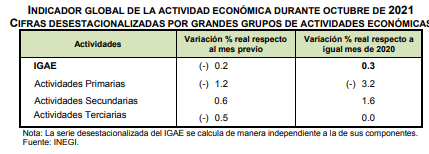 INDICADOR GLOBAL DE LA ACTIVIDAD ECONÓMICA DURANTE OCTUBRE DE 2021
CIFRAS DESESTACIONALIZADAS POR GRANDES GRUPOS DE ACTIVIDADES ECONÓMICAS
Actividades Variación % real respecto al mes previo Variación % real respecto a igual mes de 2020
IGAE (-) 0.2 0.3
Actividades Primarias (-) 1.2 (-) 3.2
Actividades Secundarias 0.6 1.6
Actividades Terciarias (-) 0.5 0.0
Nota: La serie desestacionalizada del IGAE se calcula de manera independiente a la de sus componentes.
Fuente: INEGI.